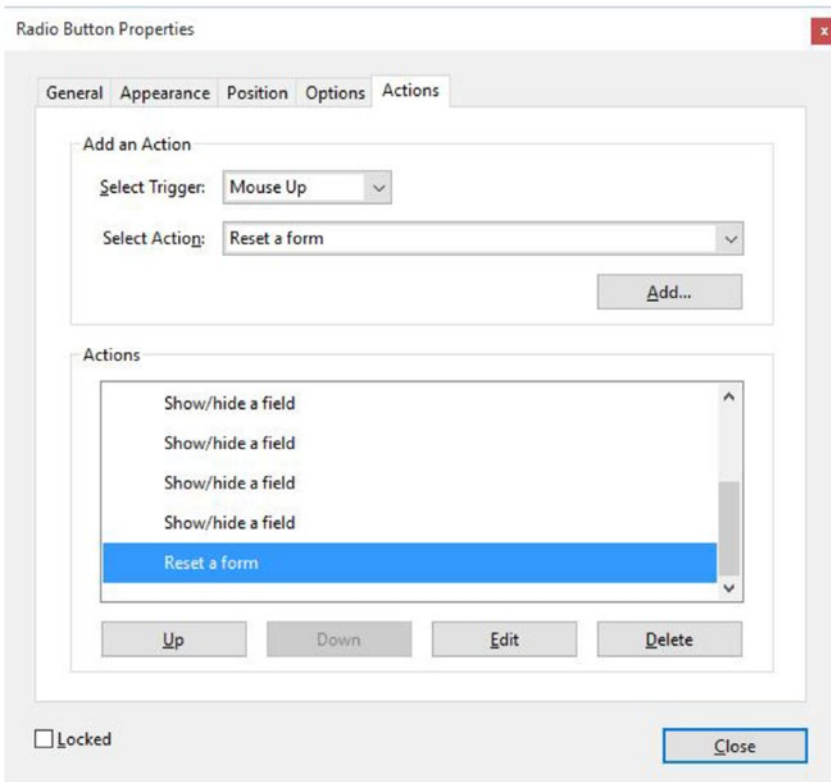 Radio Button Properties
x
General Appearance Position Options Actions
Add an Action
Select Trigger: Mouse Up
Select Action: Reset a form
Add...
Actions
Show/hide a field
Show/hide a field
Show/hide a field
Show/hide a field
Reset a form
Up Down Edit Delete
Locked
Close